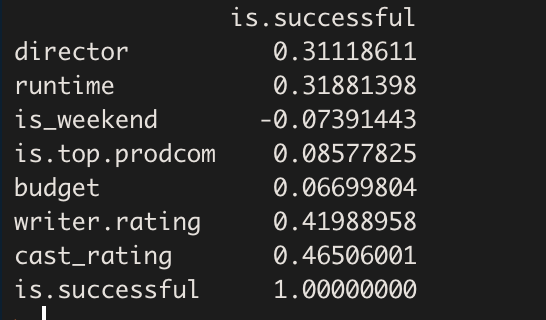 is.successful
director 0.31118611
runtime 0.31881398
is_weekend -0.07391443
is.top.prodcom 0.08577825
budget 0.06699804
writer.rating 0.41988958
cast_rating 0.46506001
is.successful 1.00000000